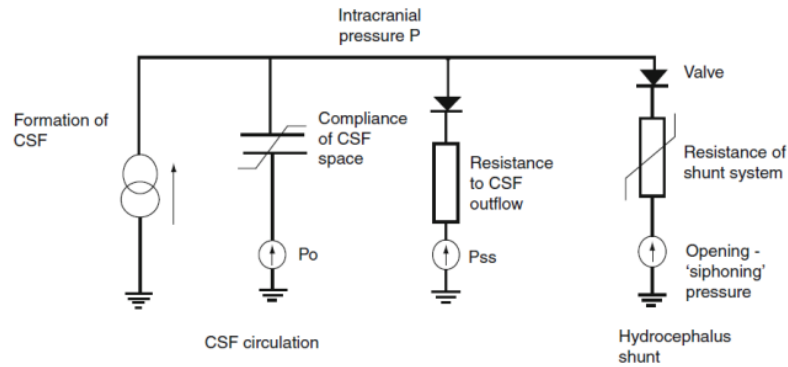 Intracranial
pressure P
Valve
Formation of
CSF
Compliance
of CSF
space
Resistance
to CSF
outflow
Resistance of
shunt system
Po
Pss
Opening -
'siphoning'
pressure
CSF circulation
Hydrocephalus
shunt